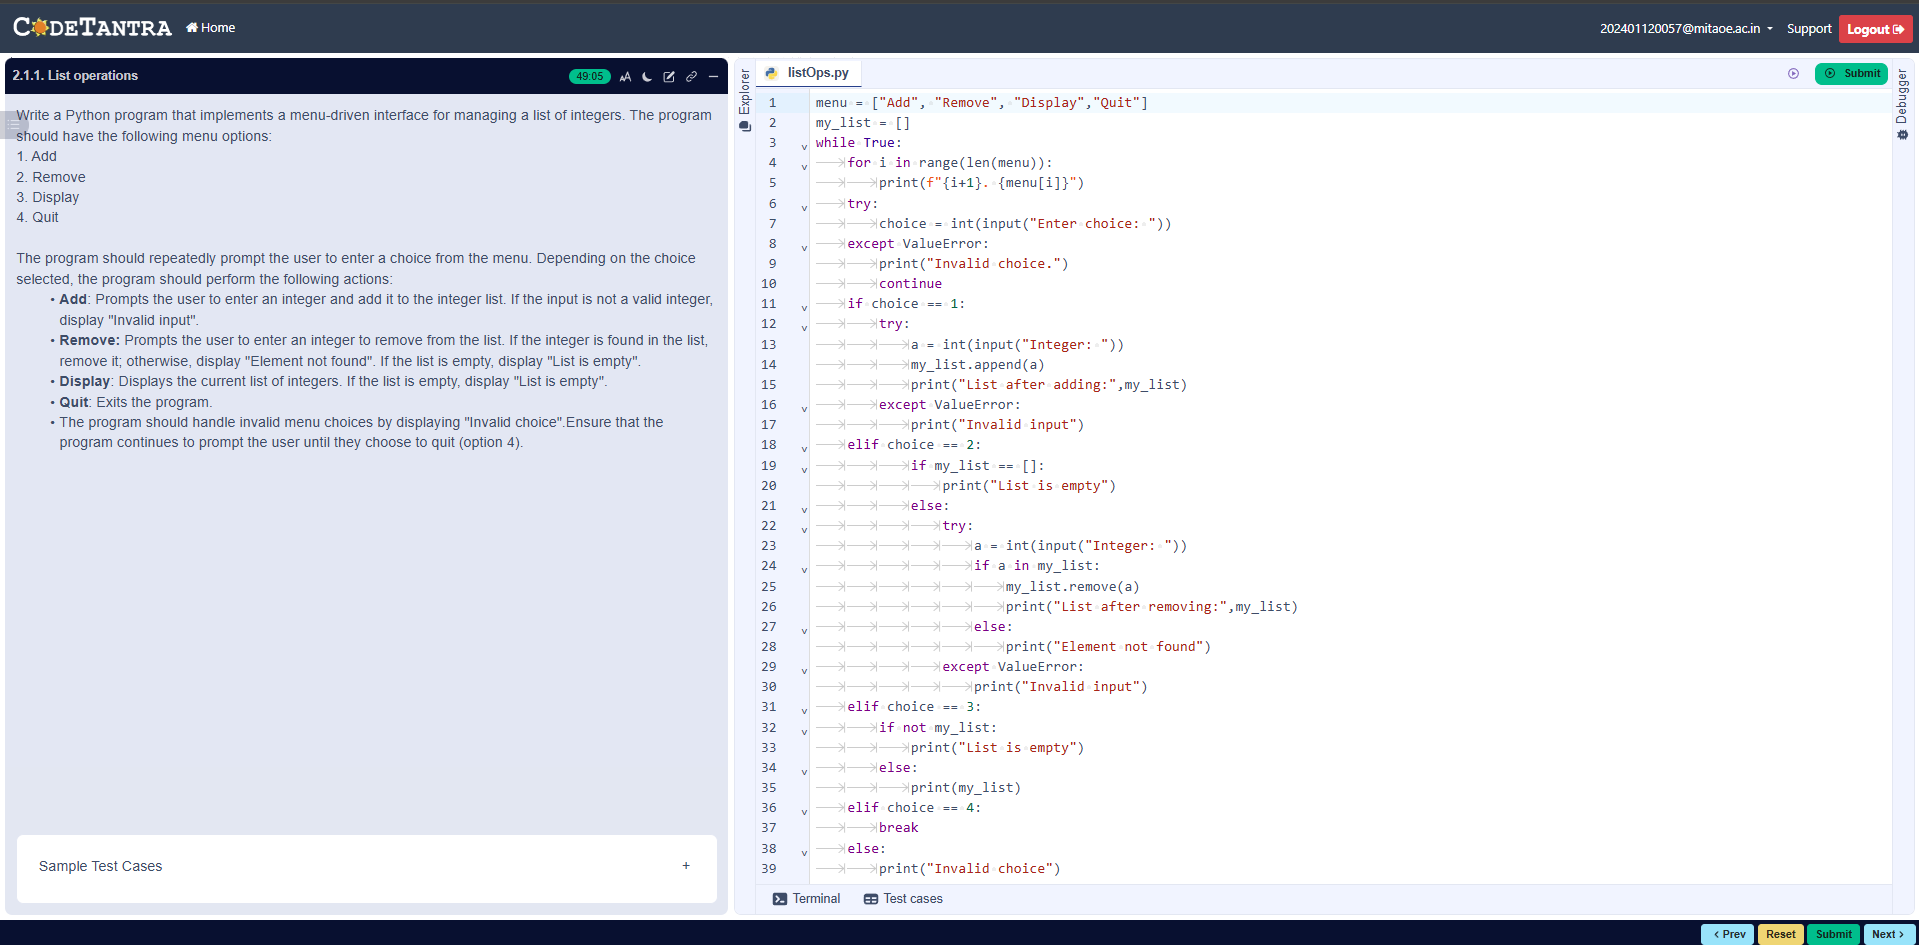 CODETANTRA
Home
202401120057@mitaoe.ac.in
Support
Logout
2.1.1. List operations
49:05
AA
Write a Python program that implements a menu-driven interface for managing a list of integers. The program
should have the following menu options:
1. Add
2. Remove
3. Display
4. Quit
The program should repeatedly prompt the user to enter a choice from the menu. Depending on the choice
selected, the program should perform the following actions:
• Add: Prompts the user to enter an integer and add it to the integer list. If the input is not a valid integer,
display "Invalid input".
• Remove: Prompts the user to enter an integer to remove from the list. If the integer is found in the list,
remove it; otherwise, display "Element not found". If the list is empty, display "List is empty".
• Display: Displays the current list of integers. If the list is empty, display "List is empty".
• Quit: Exits the program.
• The program should handle invalid menu choices by displaying "Invalid choice".Ensure that the
program continues to prompt the user until they choose to quit (option 4).
Sample Test Cases
+
Explorer
listOps.py
Submit
Debugger
1 menu = ["Add", "Remove", "Display","Quit"]
2 my_list = []
3 while True:
4 for i in range(len(menu)):
5 print(f"{i+1}. {menu[i]}")
6 try:
7 choice = int(input("Enter choice: "))
8 except ValueError:
9 print("Invalid choice.")
10 continue
11 if choice == 1:
12 try:
13 a = int(input("Integer: "))
14 my_list.append(a)
15 print("List after adding:",my_list)
16 except ValueError:
17 print("Invalid input")
18 elif choice == 2:
19 if my_list == []:
20 print("List is empty")
21 else:
22 try:
23 a = int(input("Integer: "))
24 if a in my_list:
25 my_list.remove(a)
26 print("List after removing:",my_list)
27 else:
28 print("Element not found")
29 except ValueError:
30 print("Invalid input")
31 elif choice == 3:
32 if not my_list:
33 print("List is empty")
34 else:
35 print(my_list)
36 elif choice == 4:
37 break
38 else:
39 print("Invalid choice")
Terminal
Test cases
< Prev
Reset
Submit
Next >